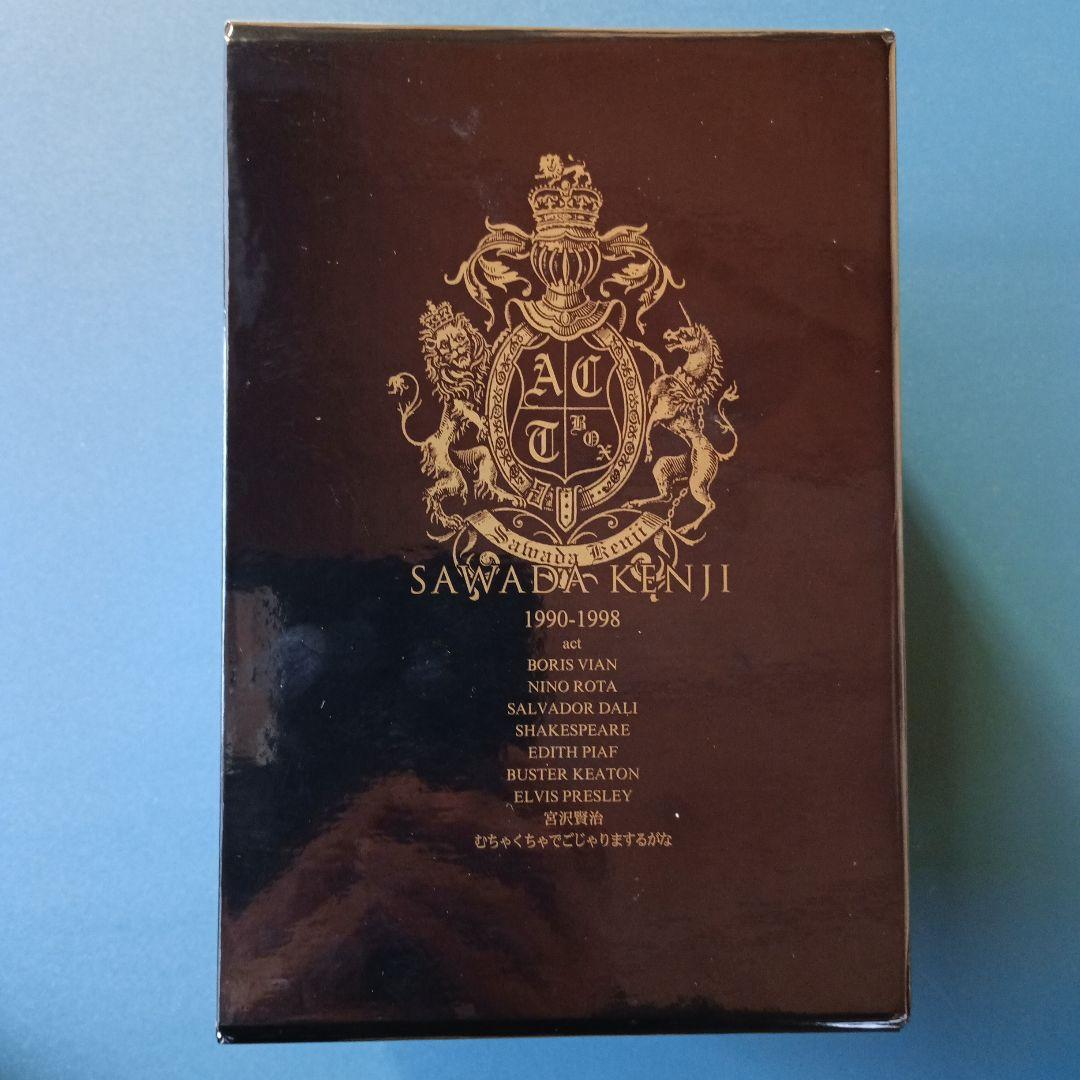 A C
T BOX
Sawada Kenji
SAWADA KENJI
1990-1998
act
BORIS VIAN
NINO ROTA
SALVADOR DALI
SHAKESPEARE
EDITH PIAF
BUSTER KEATON
ELVIS PRESLEY
宮沢賢治
むちゃくちゃでごじゃりまするがな